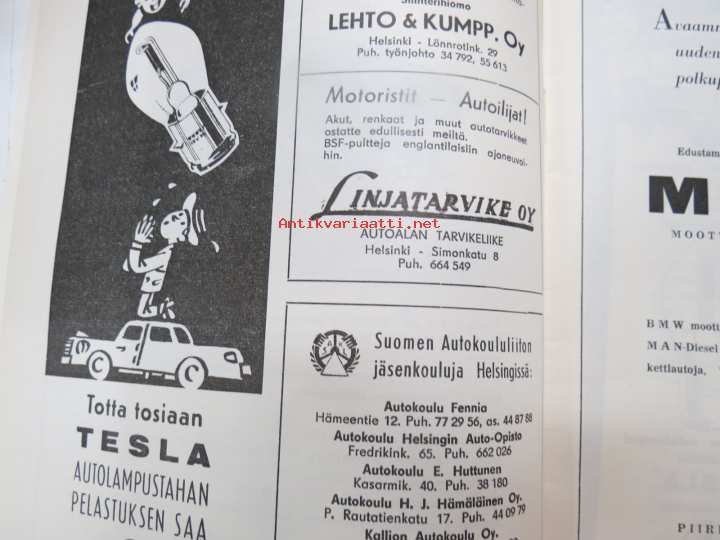 Siinterihiomo
LEHTO & KUMPP. Oy
Helsinki - Lönnrotink. 29
Puh. työnjohto 34 792, 55 613
Motoristit — Autoilijat!
Akut, renkaat ja muut autotarvikkeet
ostatte edullisesti meiltä.
BSF-pultteja englantilaisiin ajoneuvoi-
hin.
LINJATARVIKE OY
AUTOALAN TARVIKELIIKE
Helsinki - Simonkatu 8
Puh. 664 549
Antikvariaatti.net
Suomen Autokoululiiton
jäsenkouluja Helsingissä:
Autokoulu Fennia
Hämeentie 12. Puh. 77 29 56, as. 44 87 88
Autokoulu Helsingin Auto-Opisto
Fredrikink. 65. Puh. 662 026
Autokoulu E. Huttunen
Kasarmik. 40. Puh. 38 180
Autokoulu H. J. Hämäläinen Oy.
P. Rautatienkatu 17. Puh. 44 09 79
Kallion Autokoulu Oy.
Totta tosiaan
TESLA
AUTOLAMPUSTAHAN
PELASTUKSEN SAA
Avaamm
uuden
polkup
Edustam
M
MOOTT
BMW moott
MAN-Diesel
kettlautoja,
PIIRI